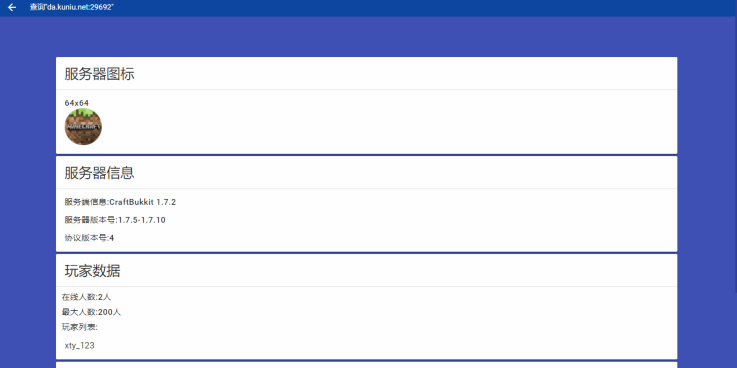 查询"da.kuniu.net:29692"
服务器图标
64x64
MINECRAFT
服务器信息
服务端信息:CraftBukkit 1.7.2
服务器版本号:1.7.5-1.7.10
协议版本号:4
玩家数据
在线人数:2人
最大人数:200人
玩家列表:
xty_123